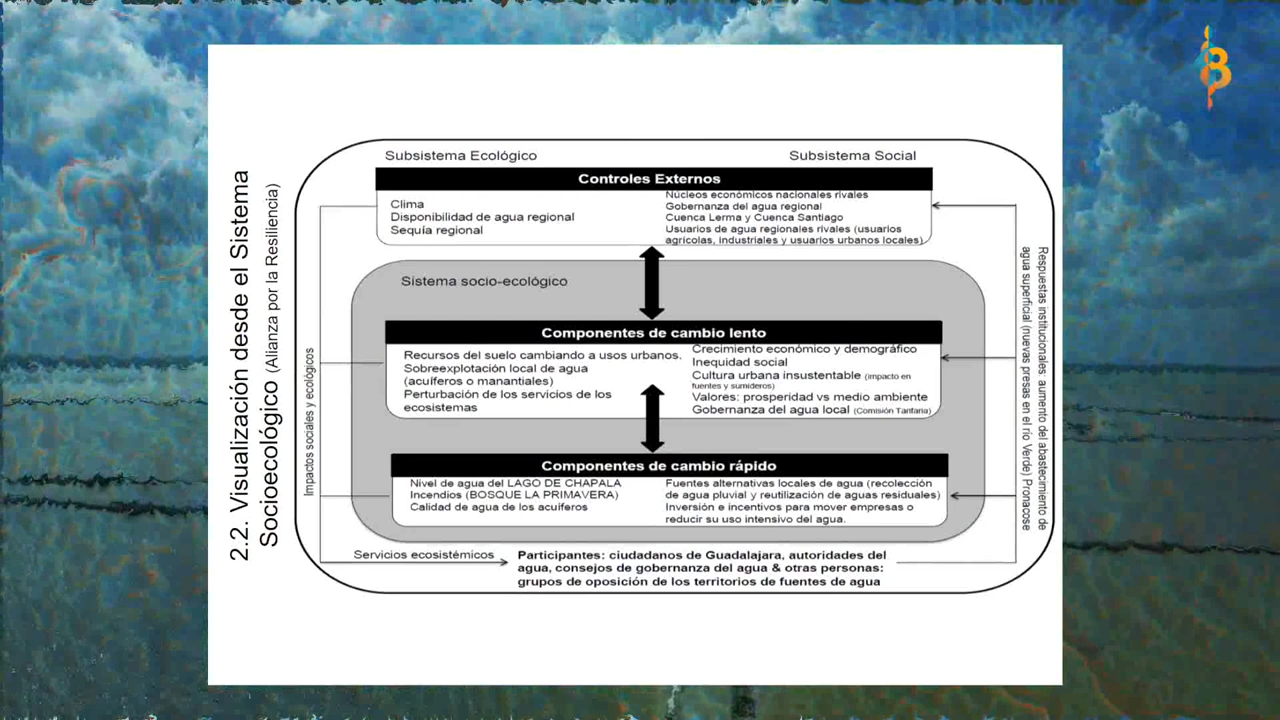 2.2. Visualización desde el Sistema
Socioecológico (Alianza por la Resiliencia)
Subsistema Ecológico
Subsistema Social
Controles Externos
Clima
Disponibilidad de agua regional
Sequía regional
Núcleos económicos nacionales rivales
Gobernanza del agua regional
Cuenca Lerma y Cuenca Santiago
Usuarios de agua regionales rivales (usuarios
agrícolas, industriales y usuarios urbanos locales)
Sistema socio-ecológico
Componentes de cambio lento
Recursos del suelo cambiando a usos urbanos.
Sobreexplotación local de agua
(acuíferos o manantiales)
Perturbación de los servicios de los
ecosistemas
Crecimiento económico y demográfico
Inequidad social
Cultura urbana insustentable (impacto en
fuentes y sumideros)
Valores: prosperidad vs medio ambiente
Gobernanza del agua local (Comisión Tarifaria)
Componentes de cambio rápido
Nivel de agua del LAGO DE CHAPALA
Incendios (BOSQUE LA PRIMAVERA)
Calidad de agua de los acuíferos
Fuentes alternativas locales de agua (recolección
de agua pluvial y reutilización de aguas residuales)
Inversión e incentivos para mover empresas o
reducir su uso intensivo del agua.
Impactos sociales y ecológicos
Servicios ecosistémicos
Participantes: ciudadanos de Guadalajara, autoridades del
agua, consejos de gobernanza del agua & otras personas:
grupos de oposición de los territorios de fuentes de agua
Respuestas institucionales: aumento del abastecimiento de
agua superficial (nuevas presas en el río Verde) Pronacose